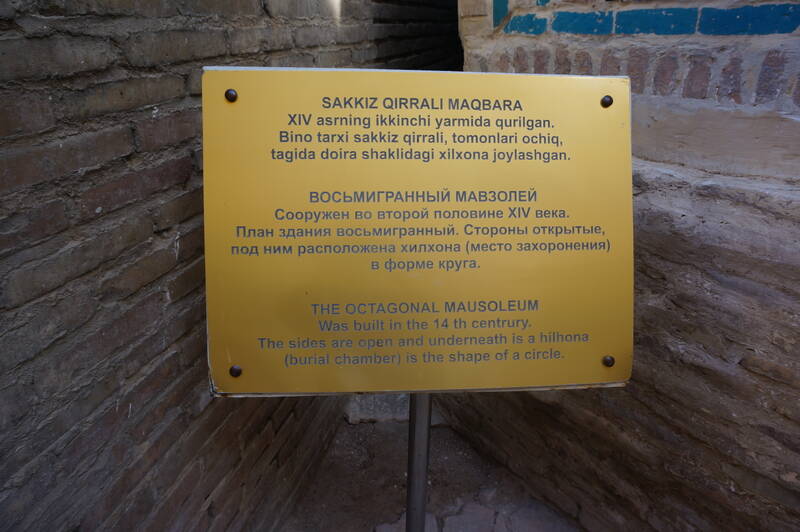 SAKKIZ QIRRALI MAQBARA
XIV asrning ikkinchi yarmida qurilgan.
Bino tarxi sakkiz qirrali, tomonlari ochiq,
tagida doira shaklidagi xilxona joylashgan.
ВОСЬМИГРАННЫЙ МАВЗОЛЕЙ
Сооружен во второй половине XIV века.
План здания восьмигранный. Стороны открытые,
под ним расположена хилхона (место захоронения)
в форме круга.
THE OCTAGONAL MAUSOLEUM
Was built in the 14 th centrury.
The sides are open and underneath is a hilhona
(burial chamber) is the shape of a circle.